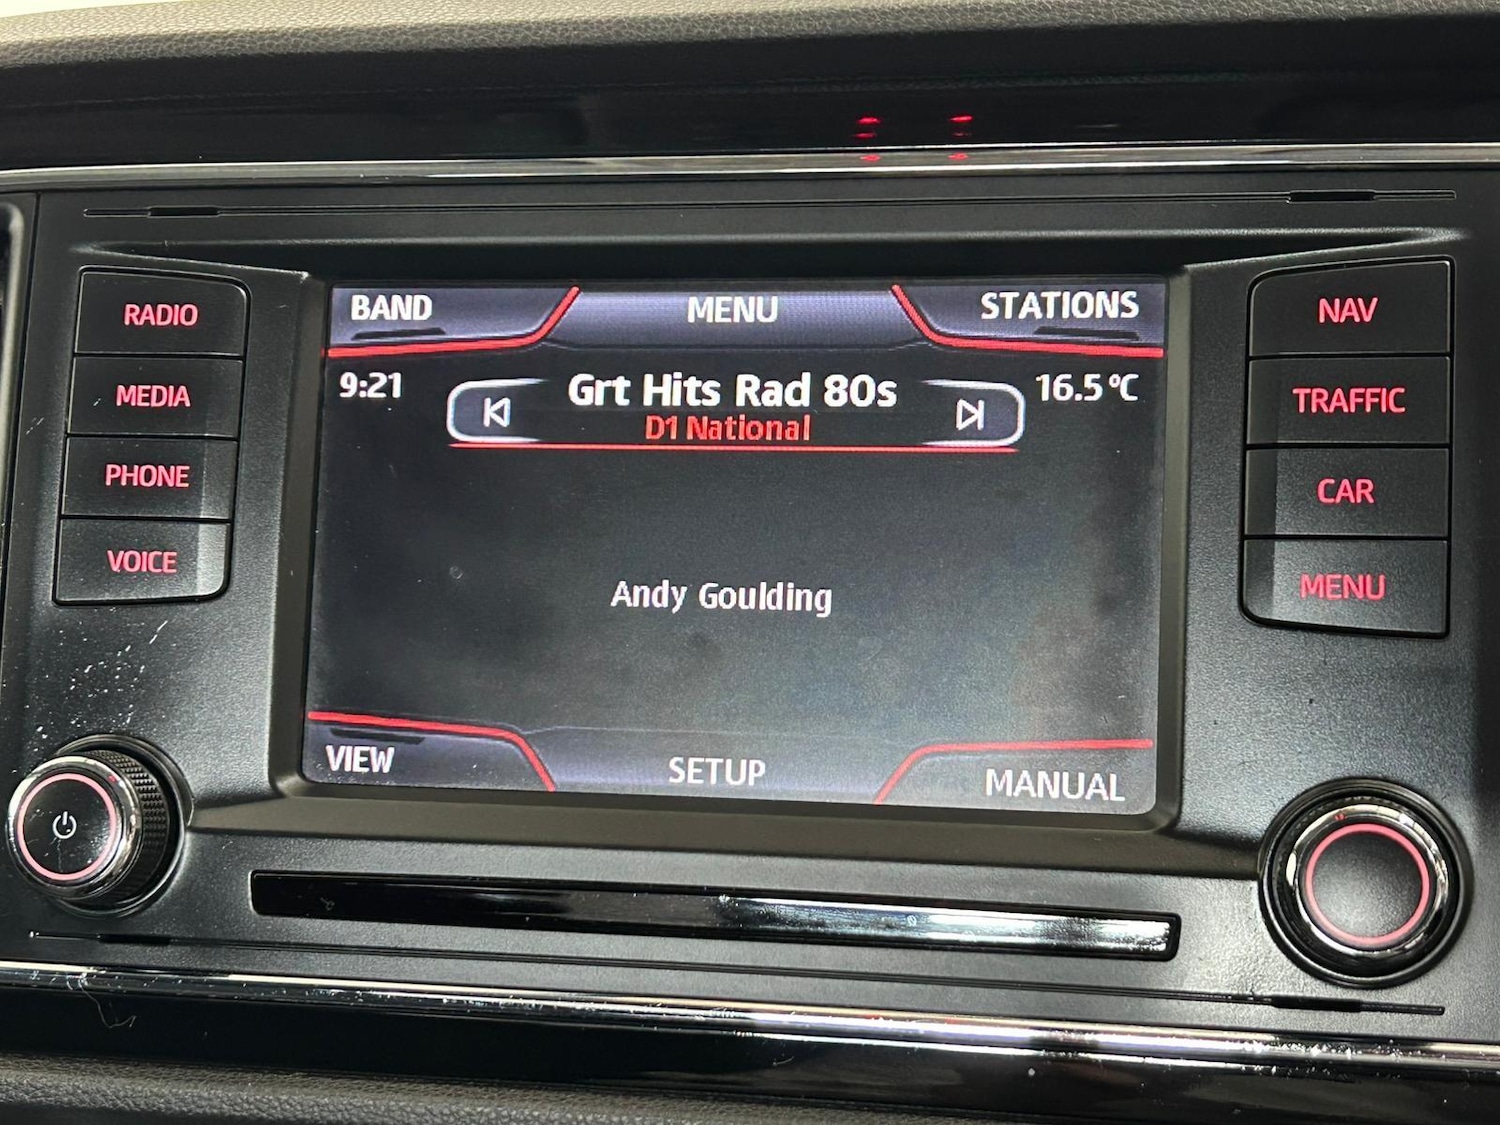 BAND MENU STATIONS
9:21 Grt Hits Rad 80s 16.5°C
D1 National
Andy Goulding
VIEW SETUP MANUAL
RADIO
MEDIA
PHONE
VOICE
NAV
TRAFFIC
CAR
MENU